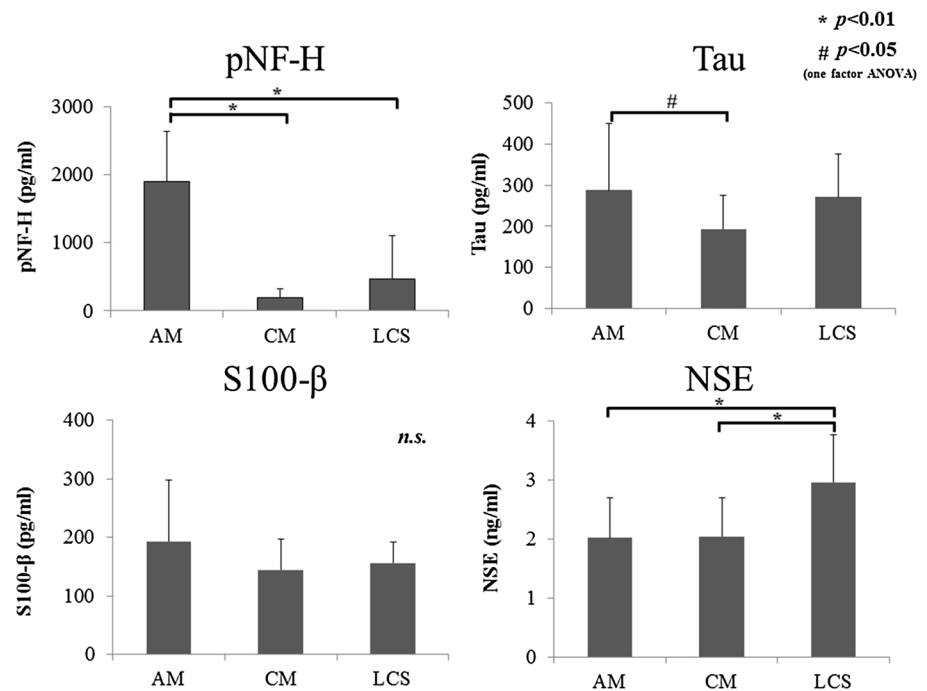 * p<0.01
# p<0.05
(one factor ANOVA)
pNF-H
*
*
3000
2000
1000
0
pNF-H (pg/ml)
AM CM LCS
Tau
#
500
400
300
200
100
0
Tau (pg/ml)
AM CM LCS
S100-β
n.s.
400
300
200
100
0
S100-β (pg/ml)
AM CM LCS
NSE
*
*
4
3
2
1
0
NSE (ng/ml)
AM CM LCS